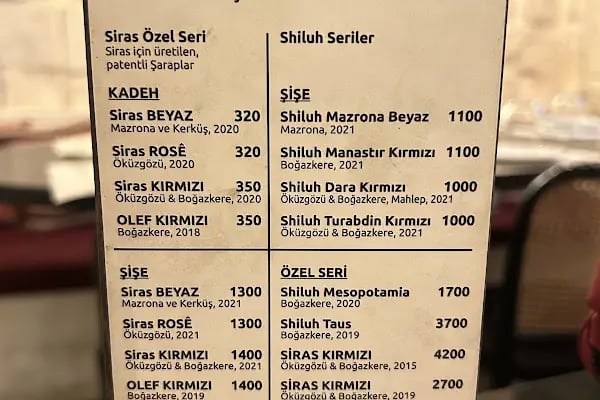 Siras Özel Seri
Siras için üretilen,
patentli Şaraplar
KADEH
Siras BEYAZ 320
Mazrona ve Kerküş, 2020
Siras ROSÊ 320
Öküzgözü, 2020
Siras KIRMIZI 350
Öküzgözü & Boğazkere, 2020
OLEF KIRMIZI 350
Boğazkere, 2018
ŞİŞE
Siras BEYAZ 1300
Mazrona ve Kerküş, 2021
Siras ROSÊ 1300
Öküzgözü, 2021
Siras KIRMIZI 1400
Öküzgözü & Boğazkere, 2021
OLEF KIRMIZI 1400
Boğazkere, 2019
Shiluh Seriler
ŞİŞE
Shiluh Mazrona Beyaz 1100
Mazrona, 2021
Shiluh Manastır Kırmızı 1100
Boğazkere, 2021
Shiluh Dara Kırmızı 1000
Öküzgözü & Boğazkere, Mahlep, 2021
Shiluh Turabdin Kırmızı 1000
Öküzgözü & Boğazkere, 2021
ÖZEL SERİ
Shiluh Mesopotamia 1700
Boğazkere, 2020
Shiluh Taus 3700
Boğazkere, 2019
SİRAS KIRMIZI 4200
Öküzgözü & Boğazkere, 2015
SİRAS KIRMIZI 2700
Öküzgözü & Boğazkere, 2019